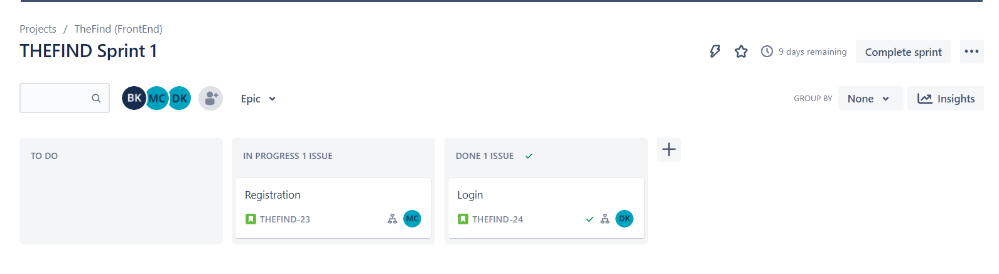 Projects / TheFind (FrontEnd)
THEFIND Sprint 1
9 days remaining
Complete sprint
BK MC DK
Epic
GROUP BY
None
Insights
TO DO
IN PROGRESS 1 ISSUE
Registration
THEFIND-23
MC
DONE 1 ISSUE
Login
THEFIND-24
DK